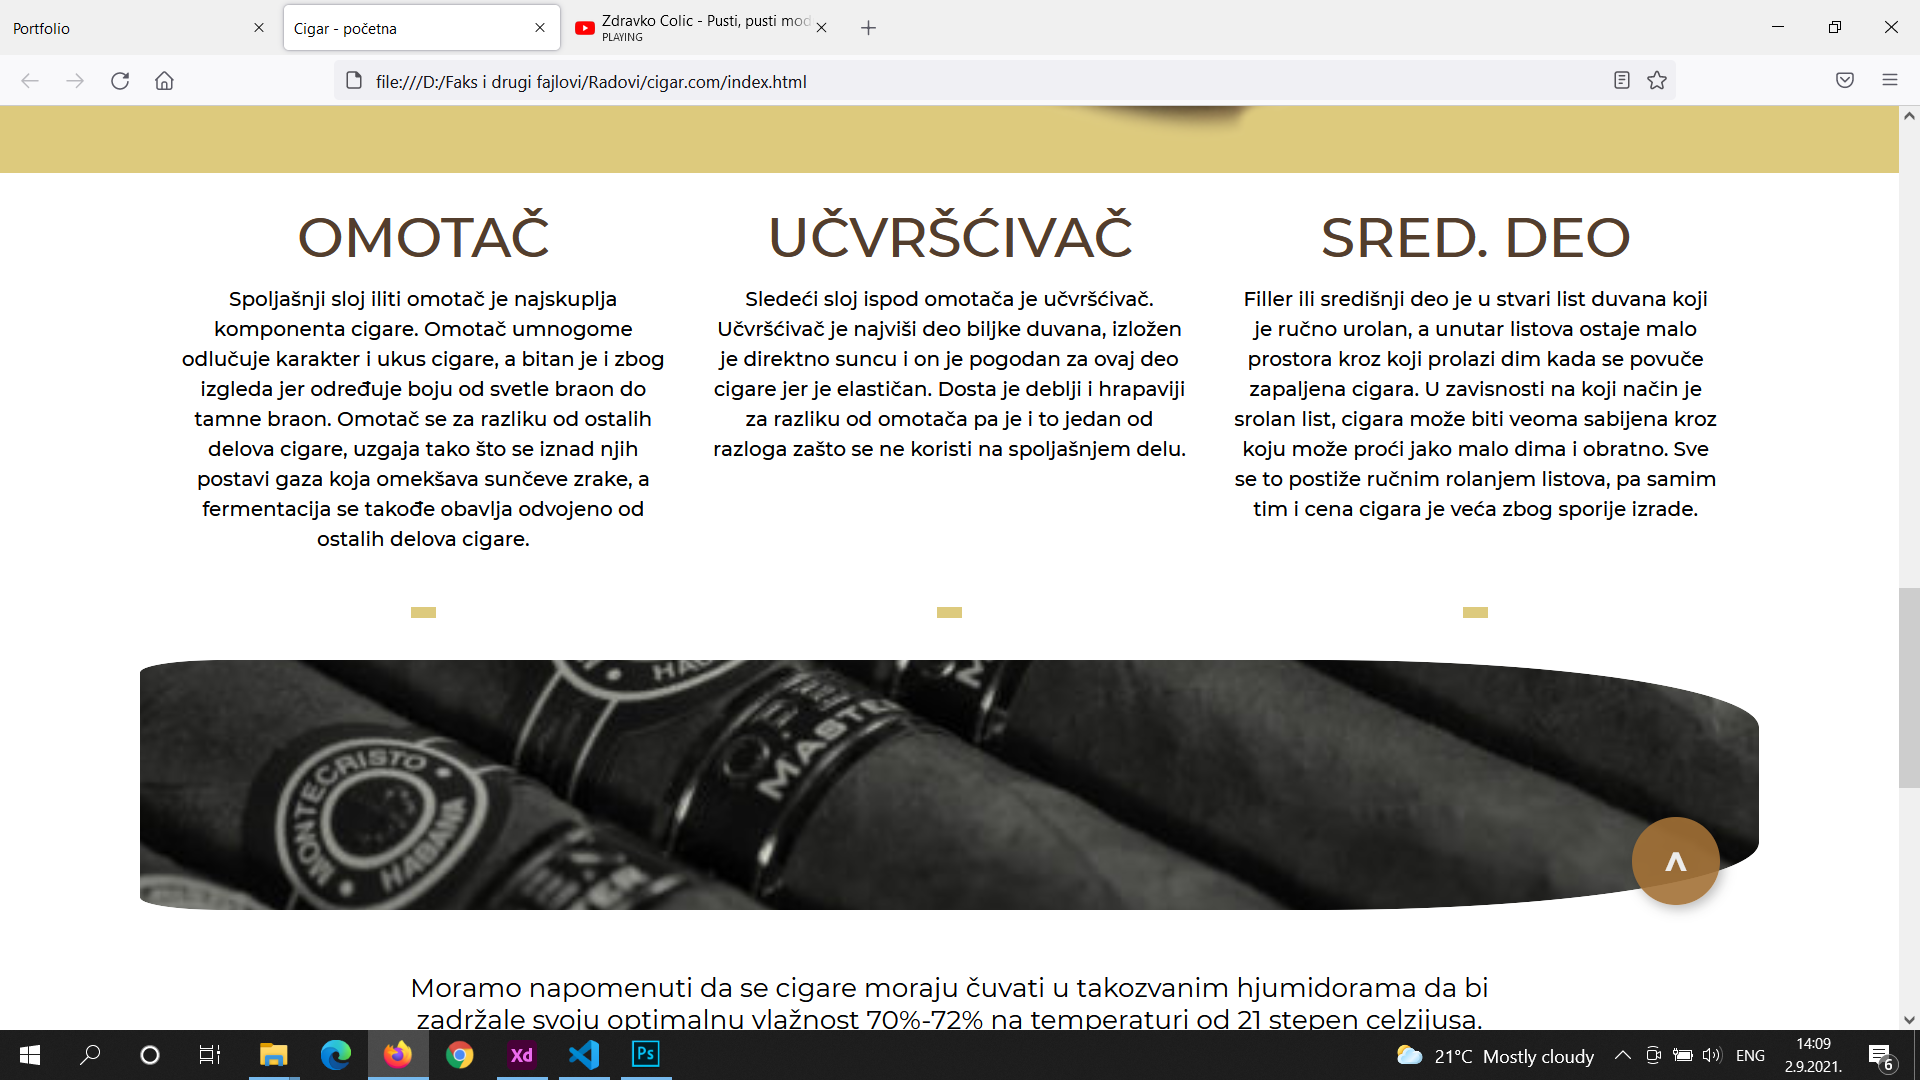 Portfolio
Cigar - početna
Zdravko Colic - Pusti, pusti mod
PLAYING
file:///D:/Faks i drugi fajlovi/Radovi/cigar.com/index.html
OMOTAČ
Spoljašnji sloj iliti omotač je najskuplja
komponenta cigare. Omotač umnogome
odlučuje karakter i ukus cigare, a bitan je i zbog
izgleda jer određuje boju od svetle braon do
tamne braon. Omotač se za razliku od ostalih
delova cigare, uzgaja tako što se iznad njih
postavi gaza koja omekšava sunčeve zrake, a
fermentacija se takođe obavlja odvojeno od
ostalih delova cigare.
UČVRŠĆIVAČ
Sledeći sloj ispod omotača je učvršćivač.
Učvršćivač je najviši deo biljke duvana, izložen
je direktno suncu i on je pogodan za ovaj deo
cigare jer je elastičan. Dosta je deblji i hrapaviji
za razliku od omotača pa je i to jedan od
razloga zašto se ne koristi na spoljašnjem delu.
SRED. DEO
Filler ili središnji deo je u stvari list duvana koji
je ručno urolan, a unutar listova ostaje malo
prostora kroz koji prolazi dim kada se povuče
zapaljena cigara. U zavisnosti na koji način je
srolan list, cigara može biti veoma sabijena kroz
koju može proći jako malo dima i obratno. Sve
se to postiže ručnim rolanjem listova, pa samim
tim i cena cigara je veća zbog sporije izrade.
MONTECRISTO
HABANA
Moramo napomenuti da se cigare moraju čuvati u takozvanim hjumidorama da bi
zadržale svoju optimalnu vlažnost 70%-72% na temperaturi od 21 stepen celzijusa.
Xd
Ps
21°C Mostly cloudy
ENG
14:09
2.9.2021.
6